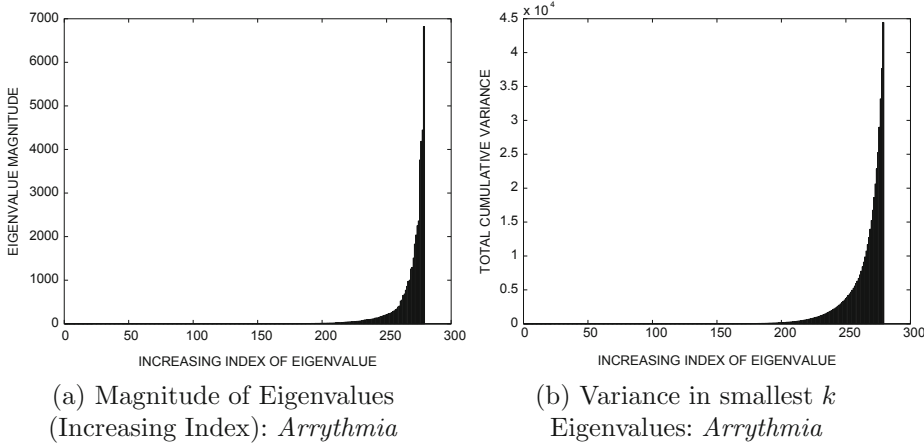 7000
6000
5000
4000
3000
2000
1000
0
EIGENVALUE MAGNITUDE
0 50 100 150 200 250 300
INCREASING INDEX OF EIGENVALUE
(a) Magnitude of Eigenvalues
(Increasing Index): Arrythmia
x 10^4
4.5
4
3.5
3
2.5
2
1.5
1
0.5
0
TOTAL CUMULATIVE VARIANCE
0 50 100 150 200 250 300
INCREASING INDEX OF EIGENVALUE
(b) Variance in smallest k
Eigenvalues: Arrythmia